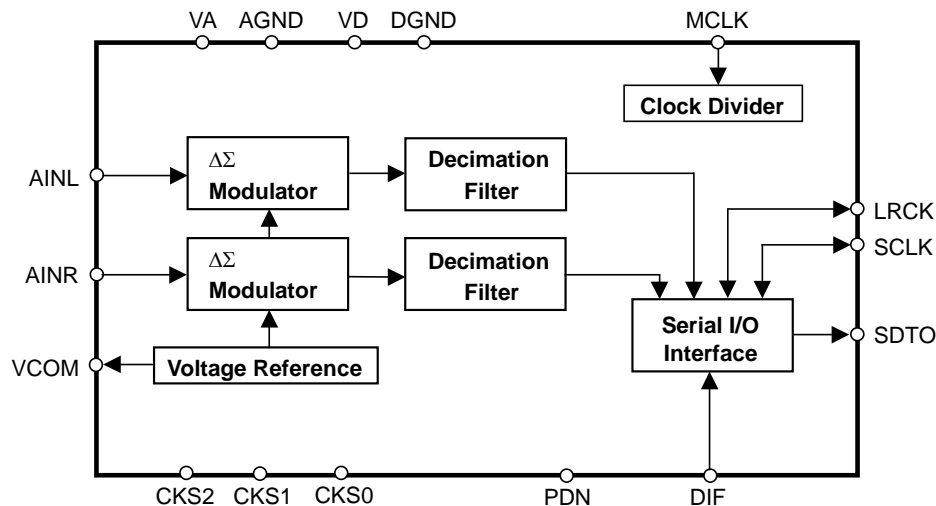 VA AGND VD DGND MCLK
Clock Divider
AINL
ΔΣ
Modulator
Decimation
Filter
LRCK
SCLK
AINR
ΔΣ
Modulator
Decimation
Filter
Serial I/O
Interface
SDTO
VCOM
Voltage Reference
CKS2 CKS1 CKS0 PDN DIF